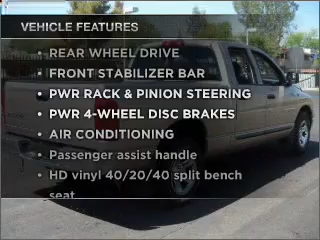 VEHICLE FEATURES
• REAR WHEEL DRIVE
• FRONT STABILIZER BAR
• PWR RACK & PINION STEERING
• PWR 4-WHEEL DISC BRAKES
• AIR CONDITIONING
• Passenger assist handle
• HD vinyl 40/20/40 split bench
seat